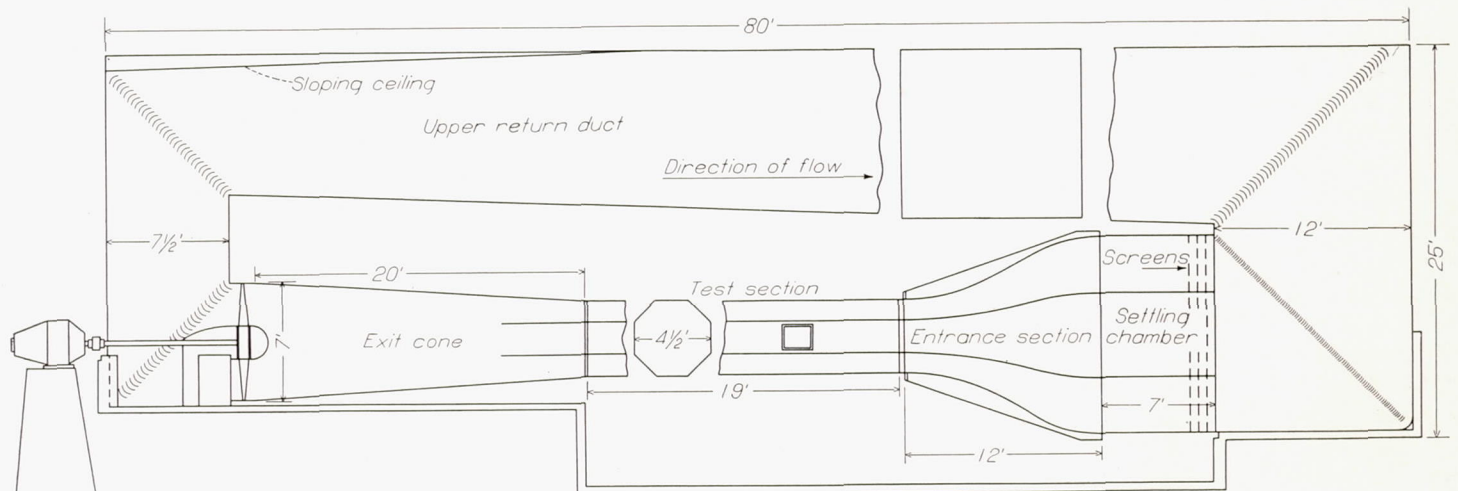 80'
Sloping ceiling
Upper return duct
Direction of flow
7½'
12'
25'
20'
Screens
Test section
7'
Exit cone
4½'
Entrance section
Settling
chamber
19'
7'
12'